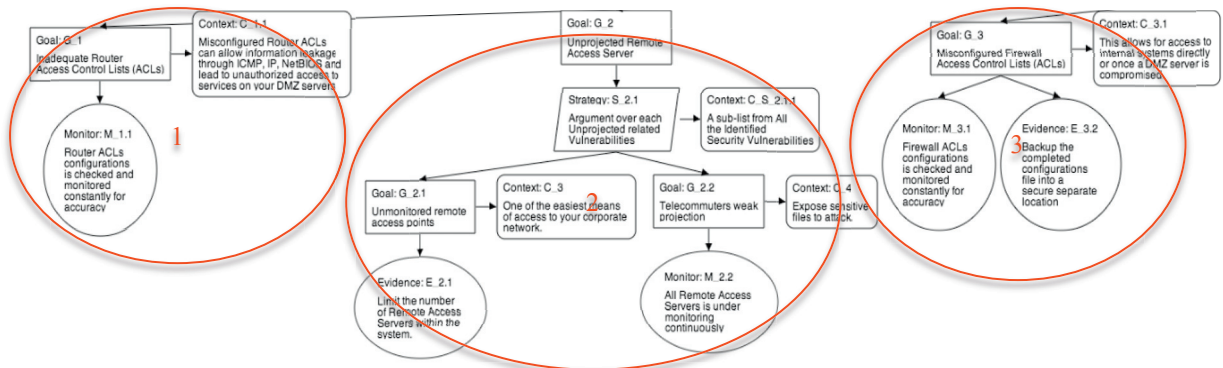 Goal: G_1
Inadequate Router
Access Control Lists (ACLs)
Context: C_1.1
Misconfigured Router ACLs
can allow information leakage
through ICMP, IP, NetBIOS and
lead to unauthorized access to
services on your DMZ servers
Monitor: M_1.1
Router ACLs
configurations
is checked and
monitored
constantly for
accuracy
1
Goal: G_2
Unprojected Remote
Access Server
Strategy: S_2.1
Argument over each
Unprojected related
Vulnerabilities
Context: C_S_2.1.1
A sub-list from All
the Identified
Security Vulnerabilities
Goal: G_2.1
Unmonitored remote
access points
Context: C_3
One of the easiest means
of access to your corporate
network.
2
Goal: G_2.2
Telecommuters weak
projection
Context: C_4
Expose sensitive
files to attack.
Evidence: E_2.1
Limit the number
of Remote Access
Servers within the
system.
Monitor: M_2.2
All Remote Access
Servers is under
monitoring
continuously
Goal: G_3
Misconfigured Firewall
Access Control Lists (ACLs)
Context: C_3.1
This allows for access to
internal systems directly
or once a DMZ server is
compromised
Monitor: M_3.1
Firewall ACLs
configurations
is checked and
monitored
constantly for
accuracy
3
Evidence: E_3.2
Backup the
completed
configurations
file into a
secure separate
location